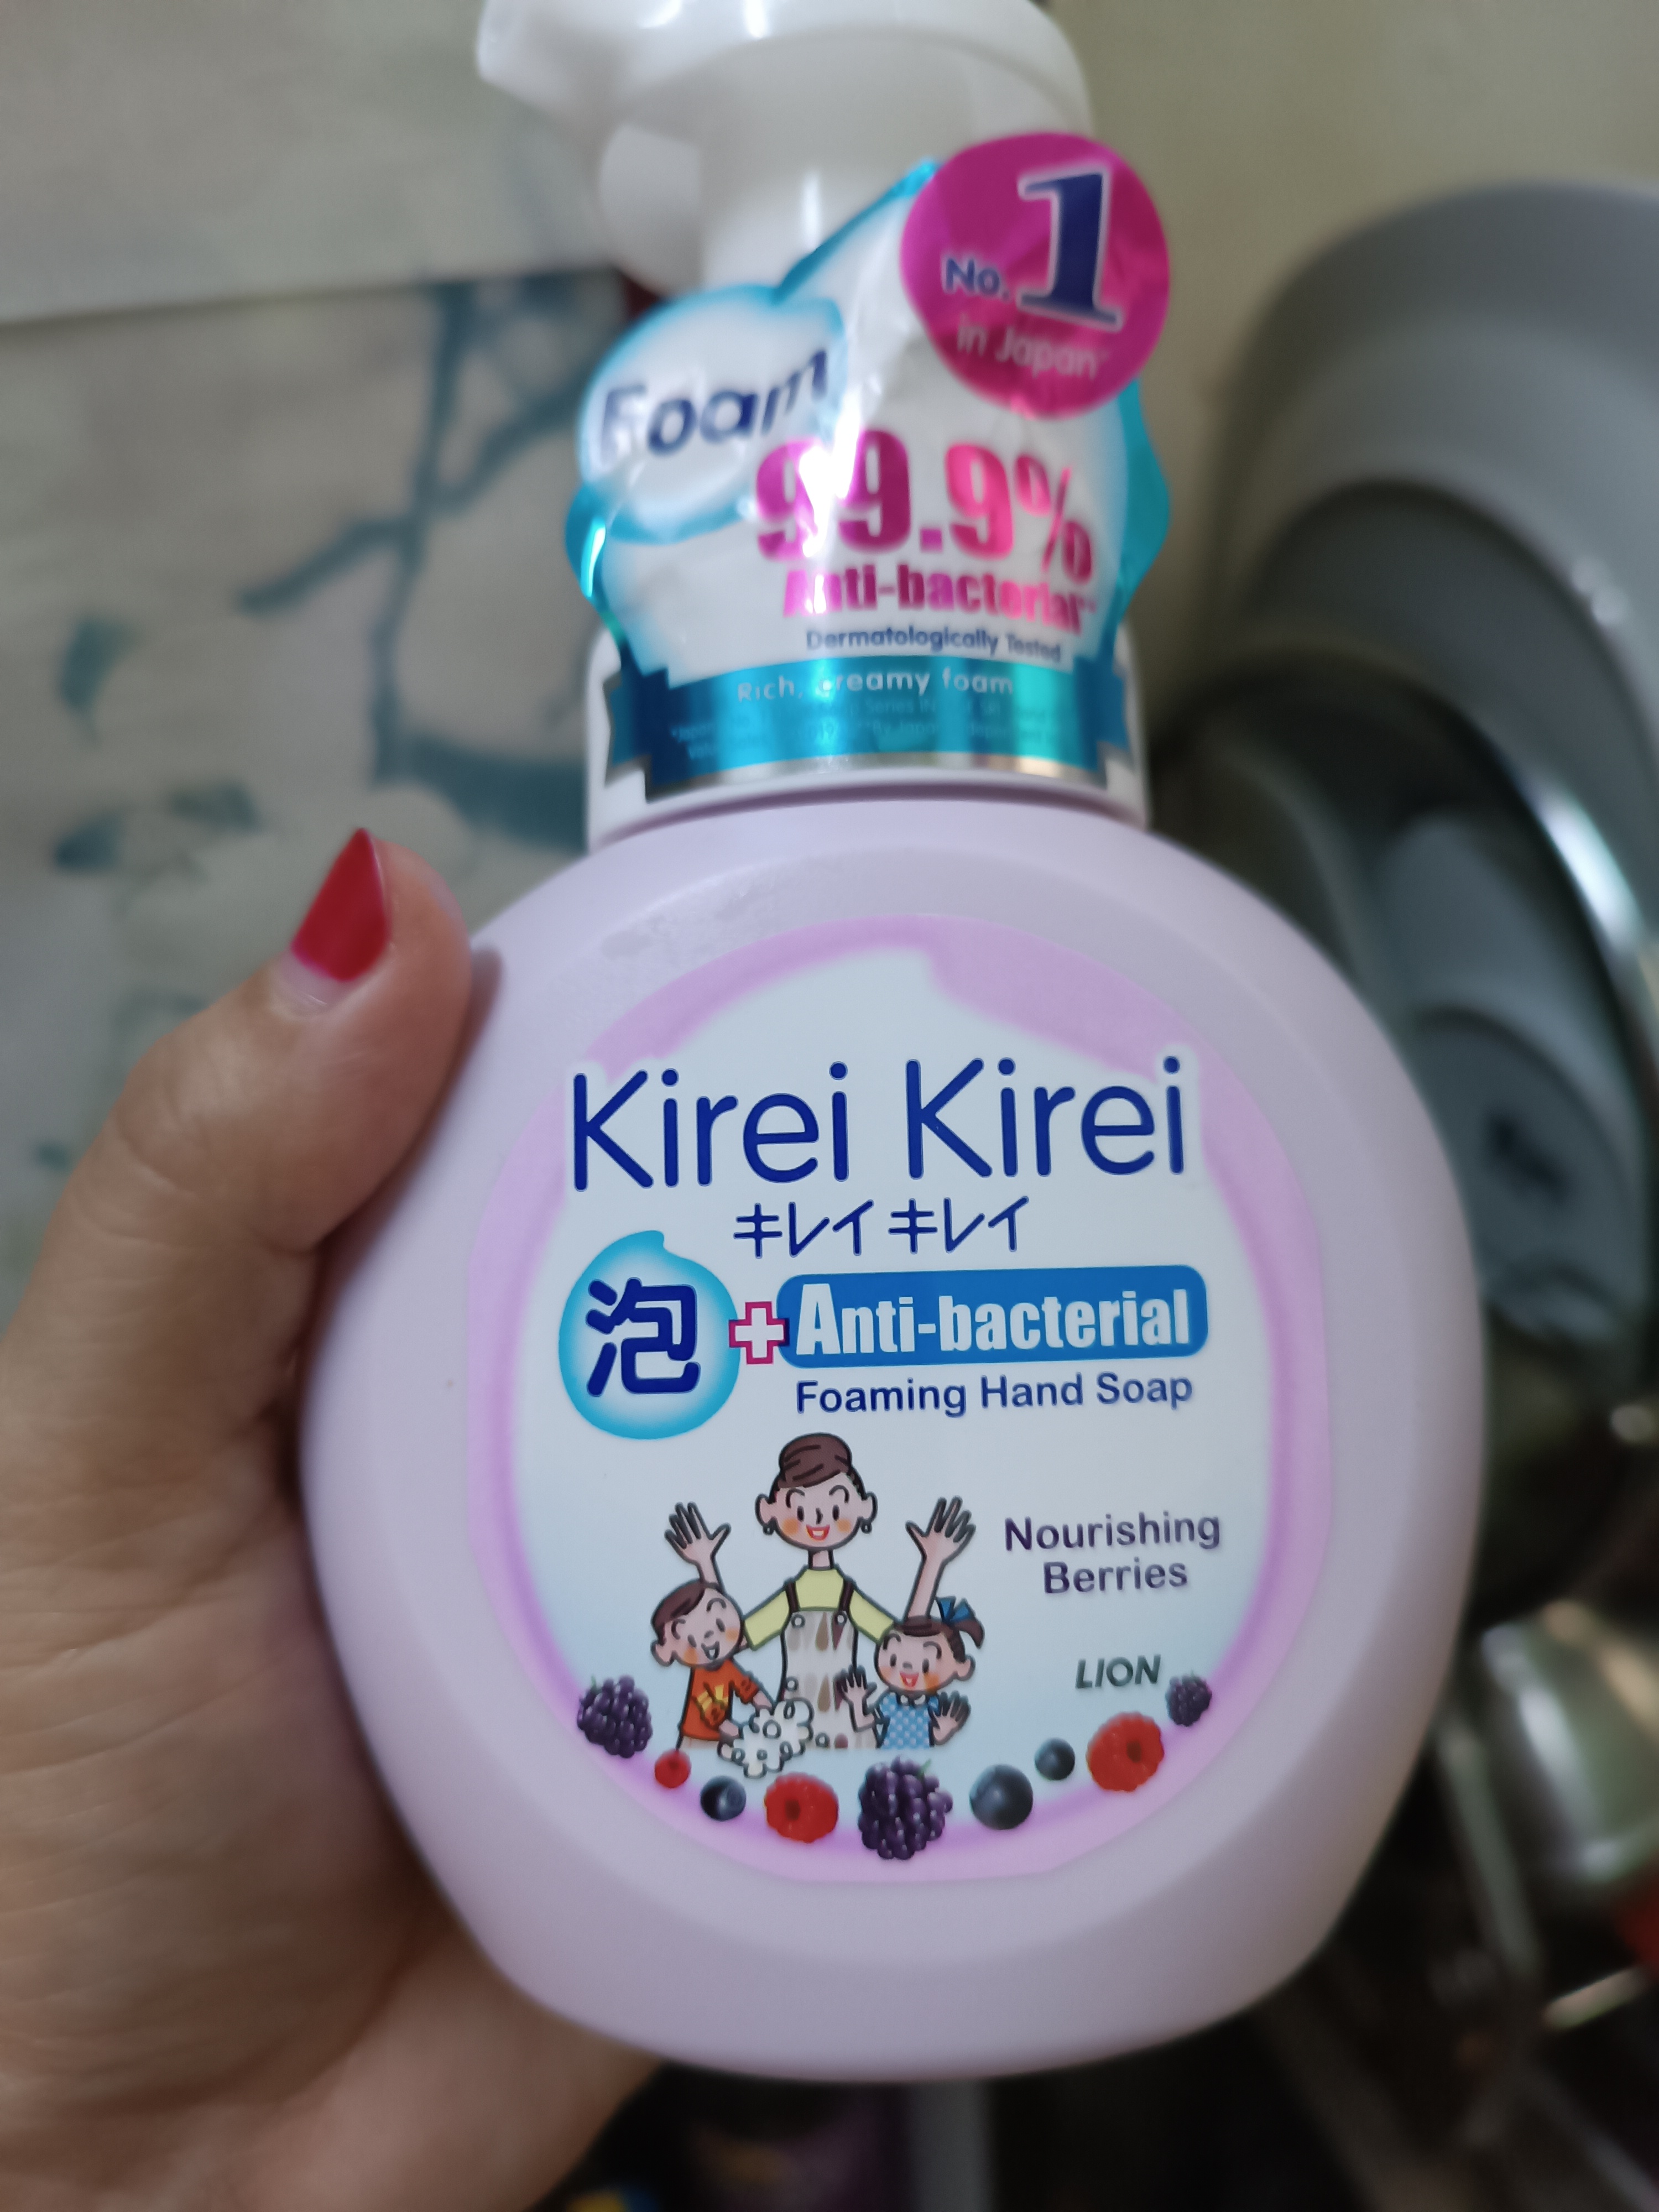 No. 1
in Japan*
Foam
99.9%
Anti-bacterial**
Dermatologically Tested
Rich, creamy foam
Kirei Kirei
キレイキレイ
泡 + Anti-bacterial
Foaming Hand Soap
Nourishing
Berries
LION